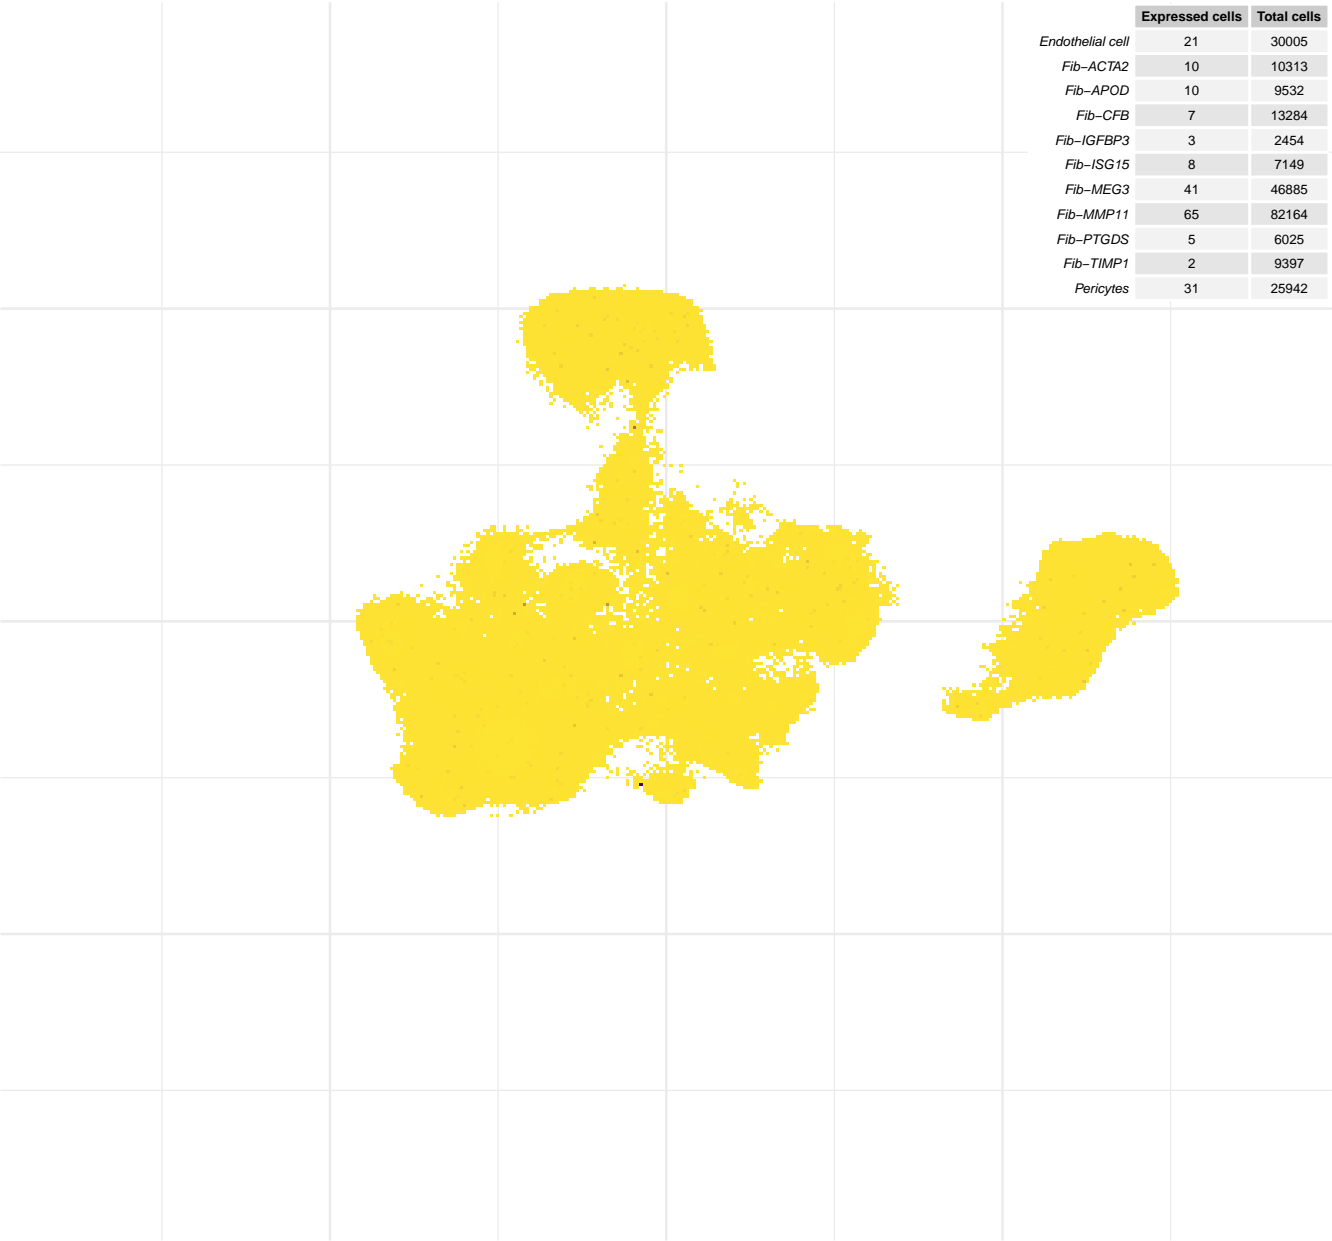 Expressed cells Total cells
Endothelial cell 21 30005
Fib−ACTA2 10 10313
Fib−APOD 10 9532
Fib−CFB 7 13284
Fib−IGFBP3 3 2454
Fib−ISG15 8 7149
Fib−MEG3 41 46885
Fib−MMP11 65 82164
Fib−PTGDS 5 6025
Fib−TIMP1 2 9397
Pericytes 31 25942